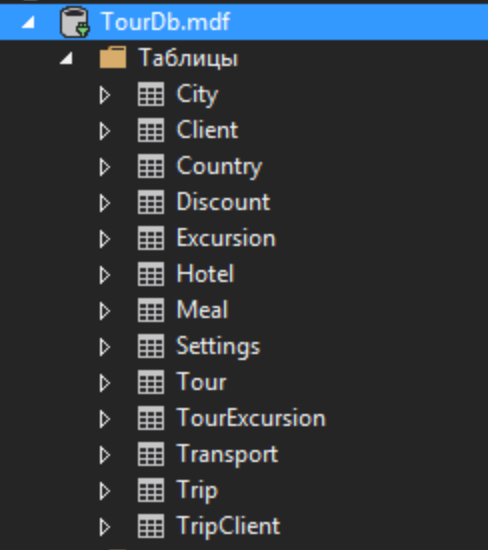 TourDb.mdf
Таблицы
City
Client
Country
Discount
Excursion
Hotel
Meal
Settings
Tour
TourExcursion
Transport
Trip
TripClient